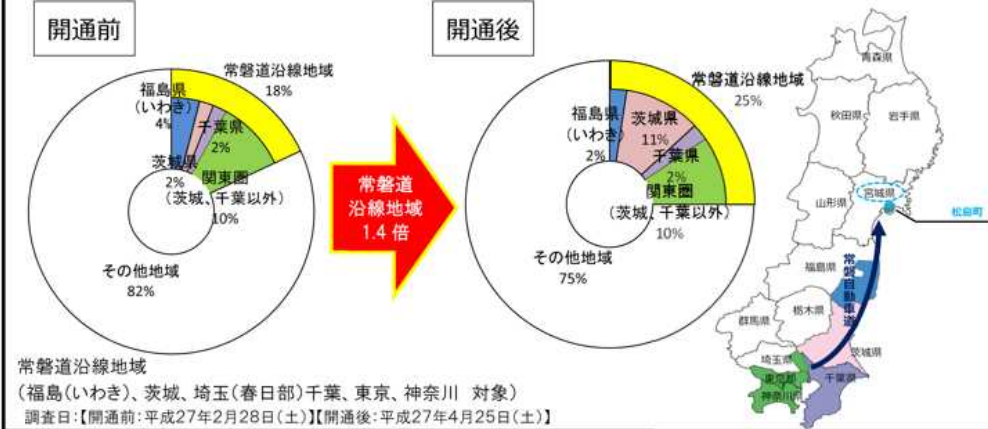 開通前
常磐道沿線地域
18%
福島県
(いわき)
4%
千葉県
2%
茨城県
2%
関東圏
(茨城、千葉以外)
10%
その他地域
82%
常磐道
沿線地域
1.4 倍
開通後
常磐道沿線地域
25%
福島県
(いわき)
2%
茨城県
11%
千葉県
2%
関東圏
(茨城、千葉以外)
10%
その他地域
75%
青森県
秋田県
岩手県
宮城県
山形県
松島町
福島県
常磐自動車道
栃木県
群馬県
茨城県
埼玉県
東京都
千葉県
神奈川県
常磐道沿線地域
(福島(いわき)、茨城、埼玉(春日部)千葉、東京、神奈川 対象)
調査日:【開通前:平成27年2月28日(土)】【開通後:平成27年4月25日(土)】